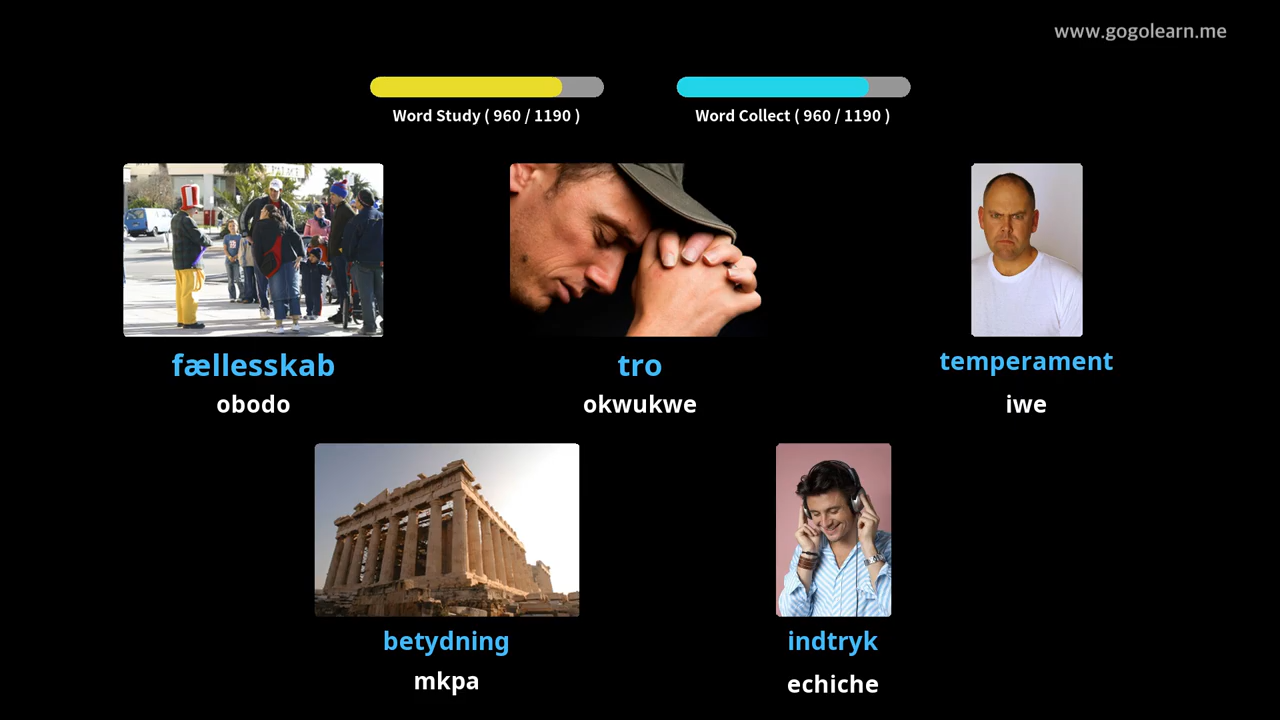 www.gogolearn.me
Word Study ( 960 / 1190 )
Word Collect ( 960 / 1190 )
fællesskab
tro
temperament
obodo
okwukwe
iwe
betydning
indtryk
mkpa
echiche